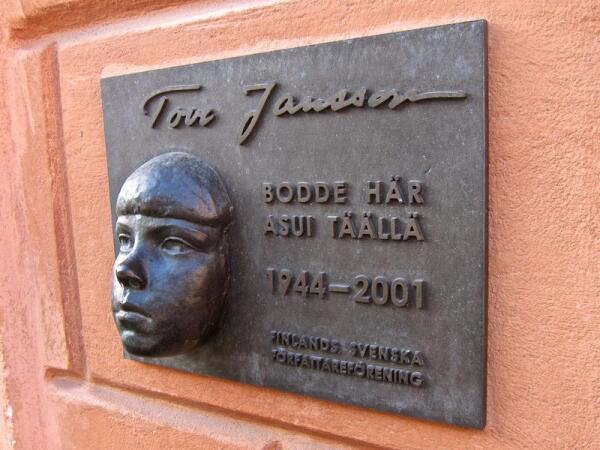 Tove Jansson
BODDE HÄR
ASUI TÄÄLLÄ
1944–2001
FINLANDS SVENSKA
FÖRFATTAREFÖRENING